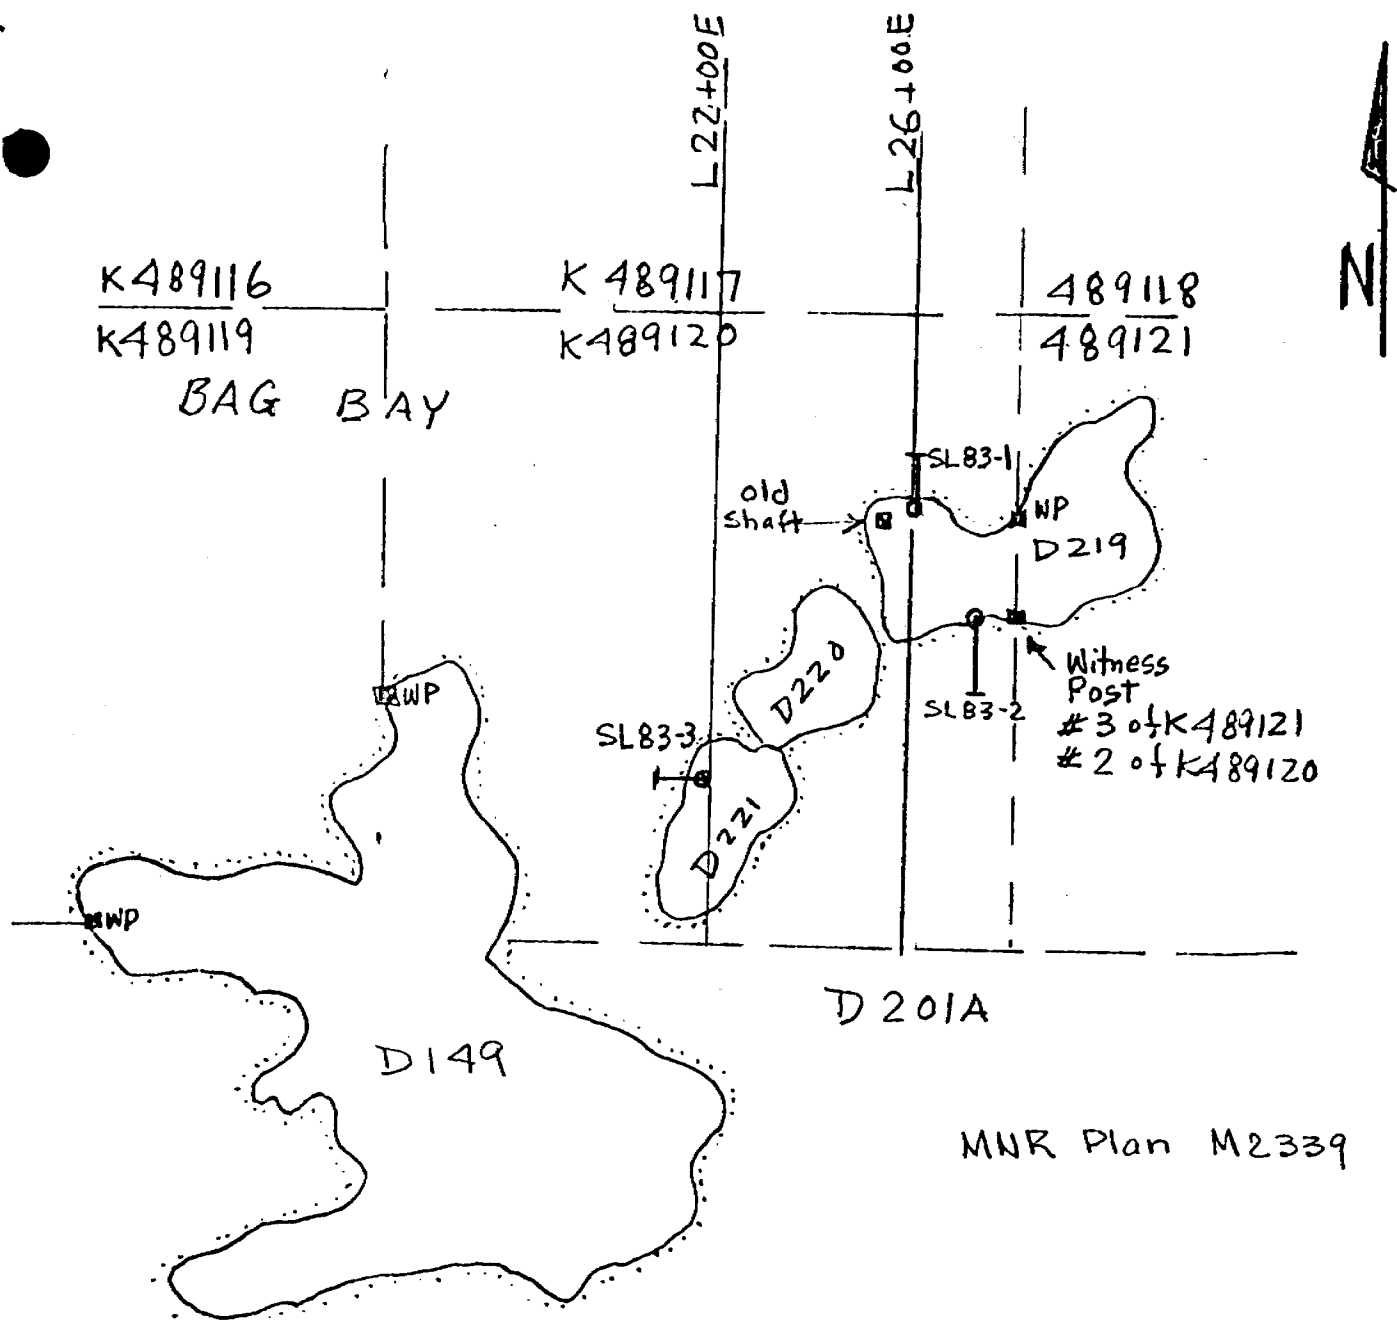 L22+00E
L26+00E
N
K489116
K 489117
489118
K489119
K489120
489121
BAG BAY
SL83-1
old
shaft
WP
D219
D220
Witness
Post
# 3 of K489121
# 2 of K489120
SL83-2
WP
SL83-3
D221
WP
D201A
D149
MNR Plan M2339